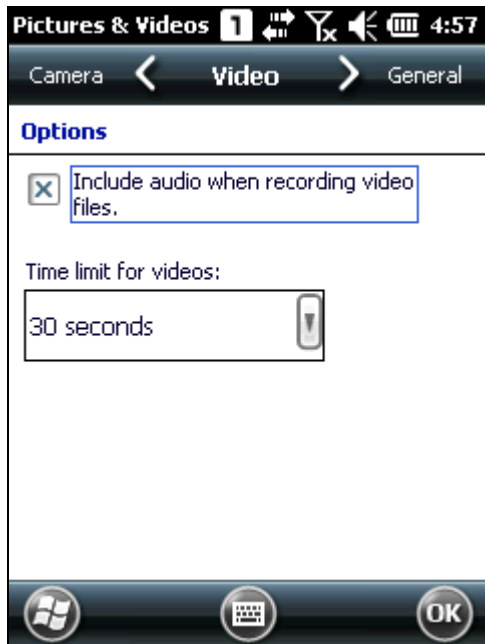 Pictures & Videos 1 4:57
Camera Video General
Options
Include audio when recording video
files.
Time limit for videos:
30 seconds
OK